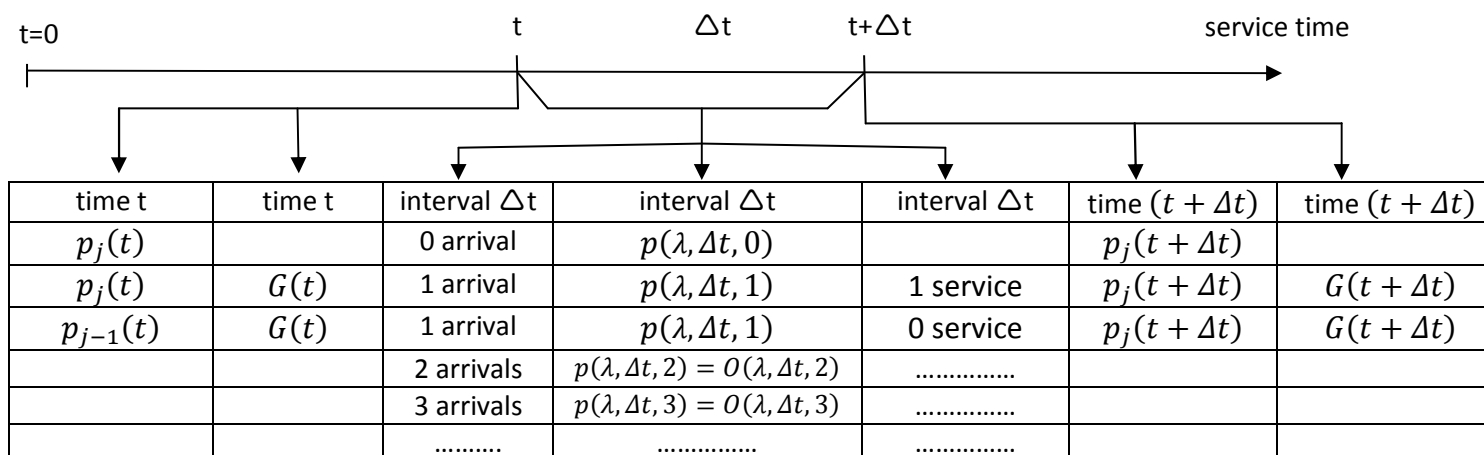 t=0 t △t t+△t service time
time t time t interval △t interval △t interval △t time (t + Δt) time (t + Δt)
p_j(t) 0 arrival p(λ, Δt, 0) p_j(t + Δt)
p_j(t) G(t) 1 arrival p(λ, Δt, 1) 1 service p_j(t + Δt) G(t + Δt)
p_{j−1}(t) G(t) 1 arrival p(λ, Δt, 1) 0 service p_j(t + Δt) G(t + Δt)
2 arrivals p(λ, Δt, 2) = O(λ, Δt, 2) ……………
3 arrivals p(λ, Δt, 3) = O(λ, Δt, 3) ……………
………. ………….. ……………